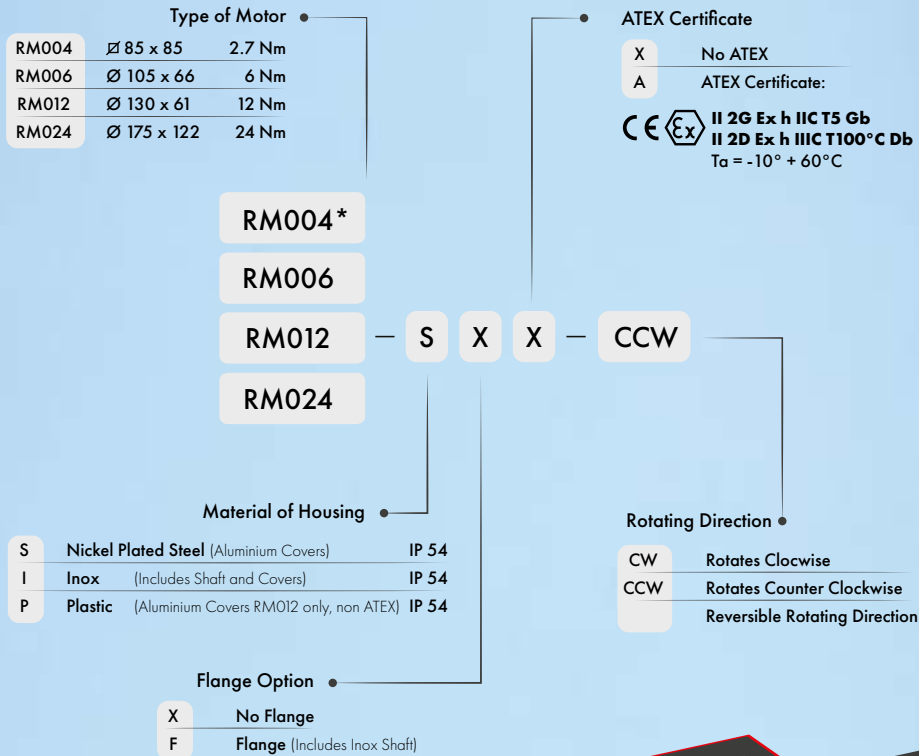 Type of Motor
RM004 ⌀ 85 x 85 2.7 Nm
RM006 Ø 105 x 66 6 Nm
RM012 Ø 130 x 61 12 Nm
RM024 Ø 175 x 122 24 Nm
ATEX Certificate
X No ATEX
A ATEX Certificate:
CE Ex II 2G Ex h IIC T5 Gb
II 2D Ex h IIIC T100°C Db
Ta = -10° + 60°C
RM004*
RM006
RM012 – S X X – CCW
RM024
Material of Housing
S Nickel Plated Steel (Aluminium Covers) IP 54
I Inox (Includes Shaft and Covers) IP 54
P Plastic (Aluminium Covers RM012 only, non ATEX) IP 54
Rotating Direction
CW Rotates Clocwise
CCW Rotates Counter Clockwise
Reversible Rotating Direction
Flange Option
X No Flange
F Flange (Includes Inox Shaft)